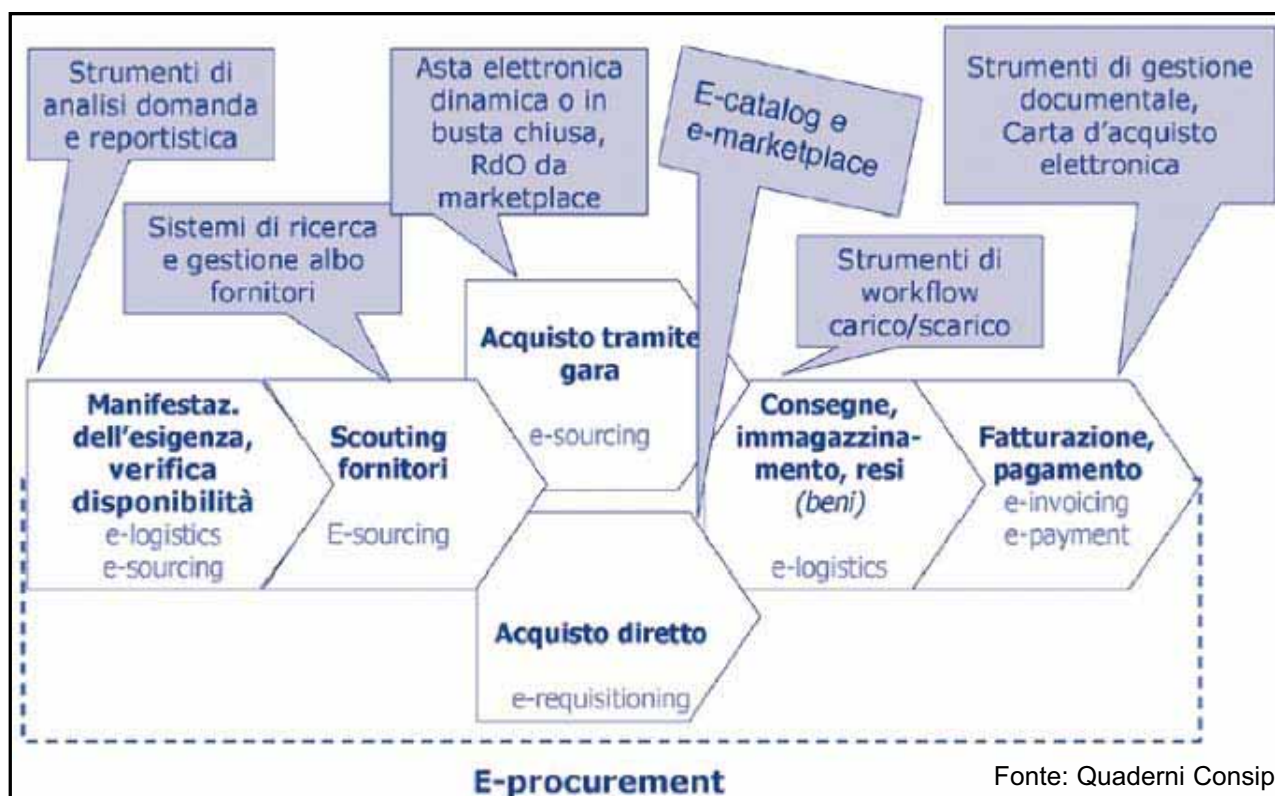 Strumenti di
analisi domanda
e reportistica
Asta elettronica
dinamica o in
busta chiusa,
RdO da
marketplace
E-catalog e
e-marketplace
Strumenti di gestione
documentale,
Carta d'acquisto
elettronica
Sistemi di ricerca
e gestione albo
fornitori
Strumenti di
workflow
carico/scarico
Manifestaz.
dell'esigenza,
verifica
disponibilità
e-logistics
e-sourcing
Scouting
fornitori
E-sourcing
Acquisto tramite
gara
e-sourcing
Acquisto diretto
e-requisitioning
Consegne,
immagazzina-
mento, resi
(beni)
e-logistics
Fatturazione,
pagamento
e-invoicing
e-payment
E-procurement
Fonte: Quaderni Consip